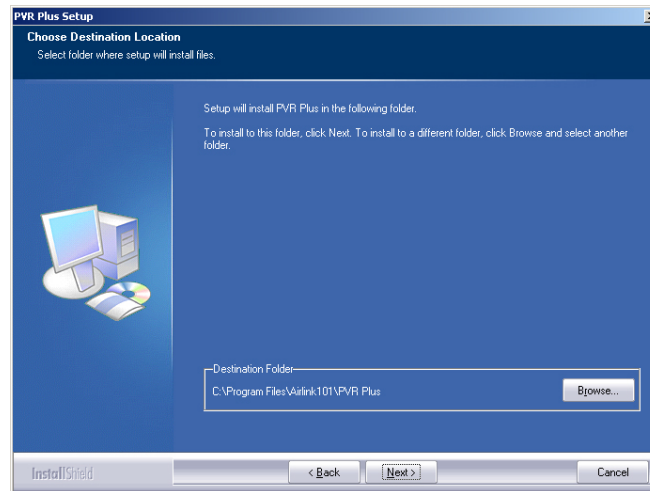 PVR Plus Setup
Choose Destination Location
Select folder where setup will install files.
Setup will install PVR Plus in the following folder.
To install to this folder, click Next. To install to a different folder, click Browse and select another
folder.
Destination Folder
C:\Program Files\Airlink101\PVR Plus
Browse...
InstallShield
< Back
Next >
Cancel